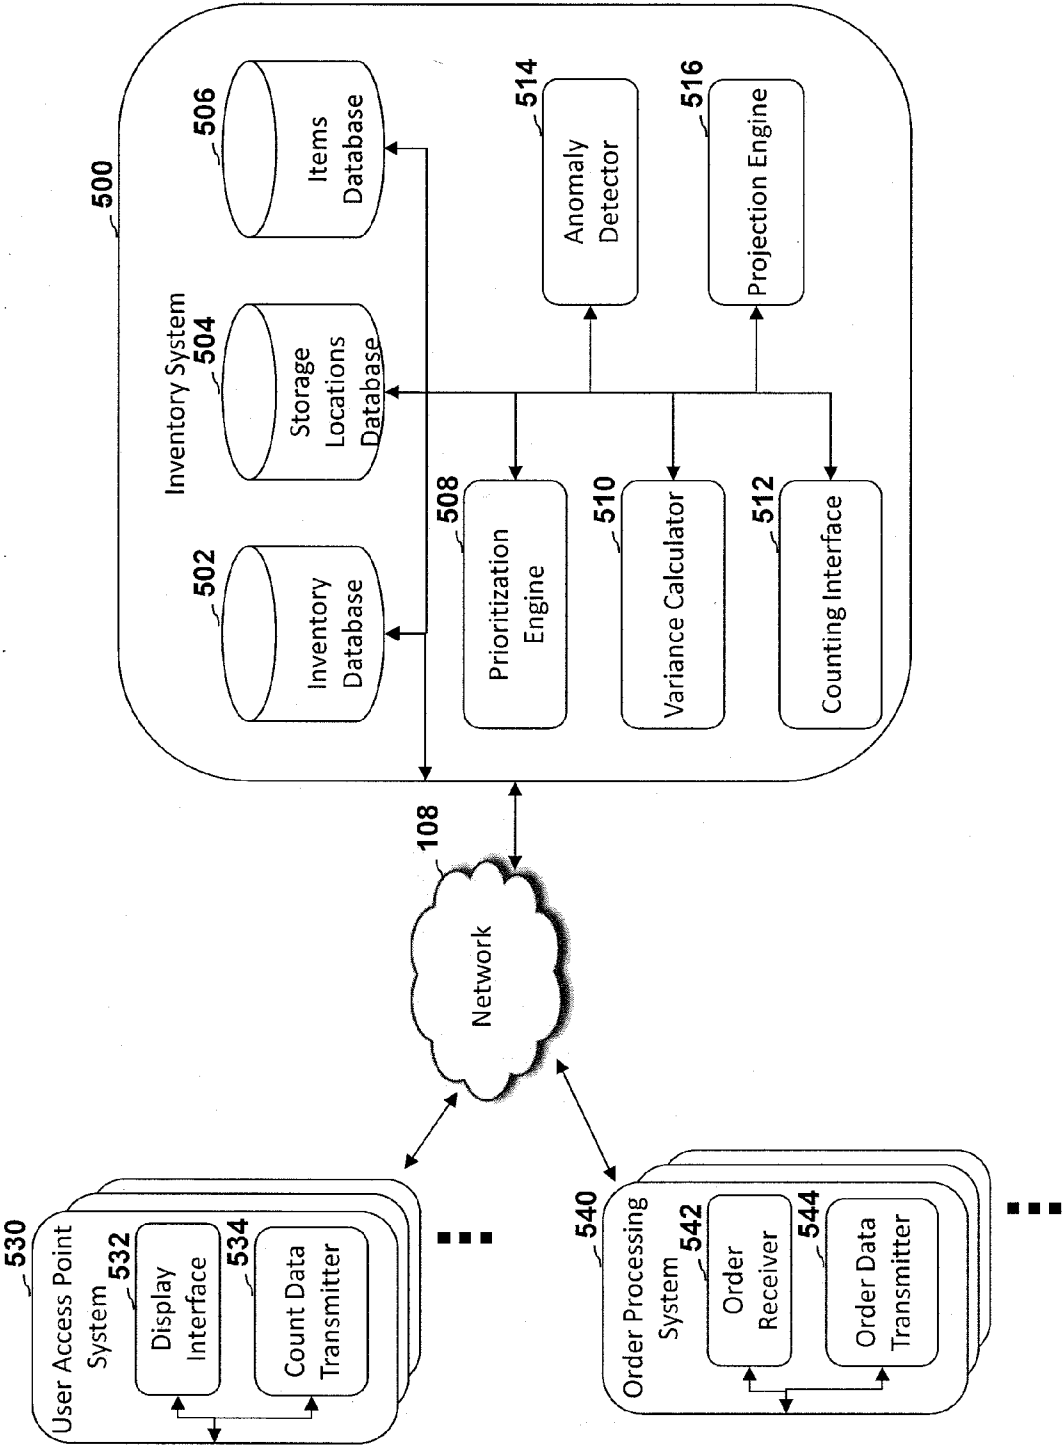 530
User Access Point
System
532
Display
Interface
534
Count Data
Transmitter
540
Order Processing
System
542
Order
Receiver
544
Order Data
Transmitter
108
Network
500
Inventory System
502
Inventory
Database
504
Storage
Locations
Database
506
Items
Database
508
Prioritization
Engine
510
Variance Calculator
512
Counting Interface
514
Anomaly
Detector
516
Projection Engine